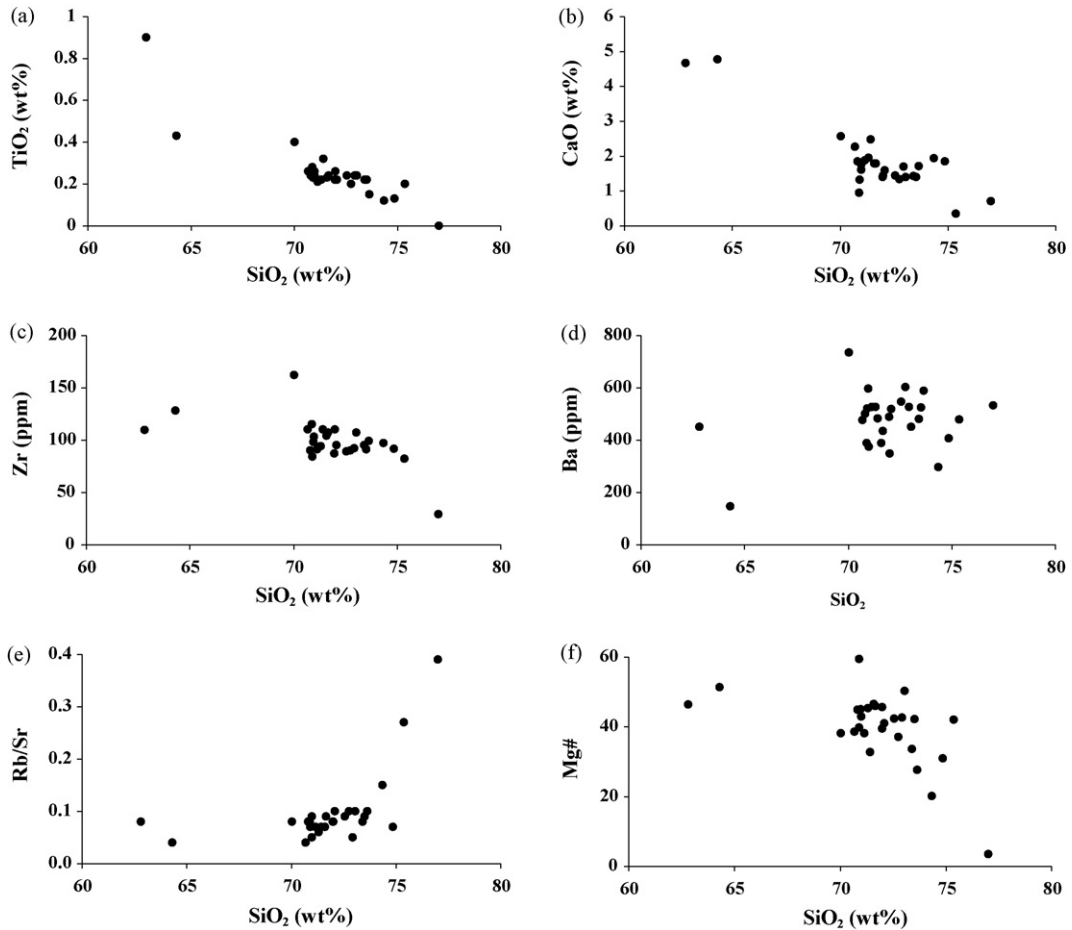 (a)
TiO₂ (wt%)
1
0.8
0.6
0.4
0.2
0
60 65 70 75 80
SiO₂ (wt%)
(b)
CaO (wt%)
6
5
4
3
2
1
0
60 65 70 75 80
SiO₂ (wt%)
(c)
Zr (ppm)
200
150
100
50
0
60 65 70 75 80
SiO₂ (wt%)
(d)
Ba (ppm)
800
600
400
200
0
60 65 70 75 80
SiO₂
(e)
Rb/Sr
0.4
0.3
0.2
0.1
0.0
60 65 70 75 80
SiO₂ (wt%)
(f)
Mg#
60
40
20
0
60 65 70 75 80
SiO₂ (wt%)